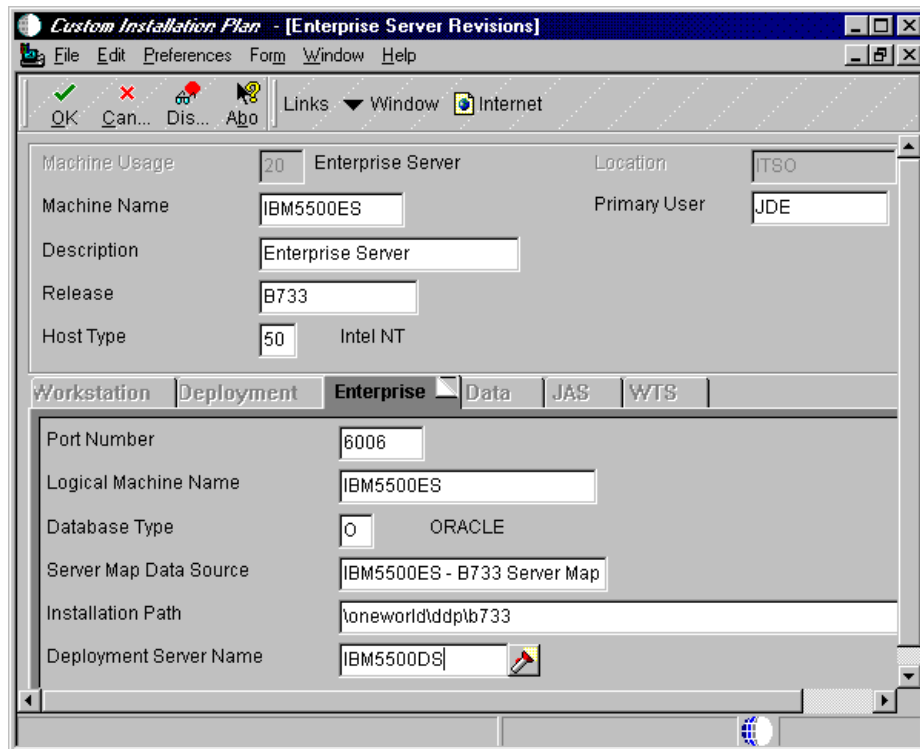 Custom Installation Plan - [Enterprise Server Revisions]
File Edit Preferences Form Window Help
OK Can... Dis... Abo Links Window Internet
Machine Usage 20 Enterprise Server Location ITSO
Machine Name IBM5500ES Primary User JDE
Description Enterprise Server
Release B733
Host Type 50 Intel NT
Workstation Deployment Enterprise Data JAS WTS
Port Number 6006
Logical Machine Name IBM5500ES
Database Type O ORACLE
Server Map Data Source IBM5500ES - B733 Server Map
Installation Path \oneworld\ddp\b733
Deployment Server Name IBM5500DS